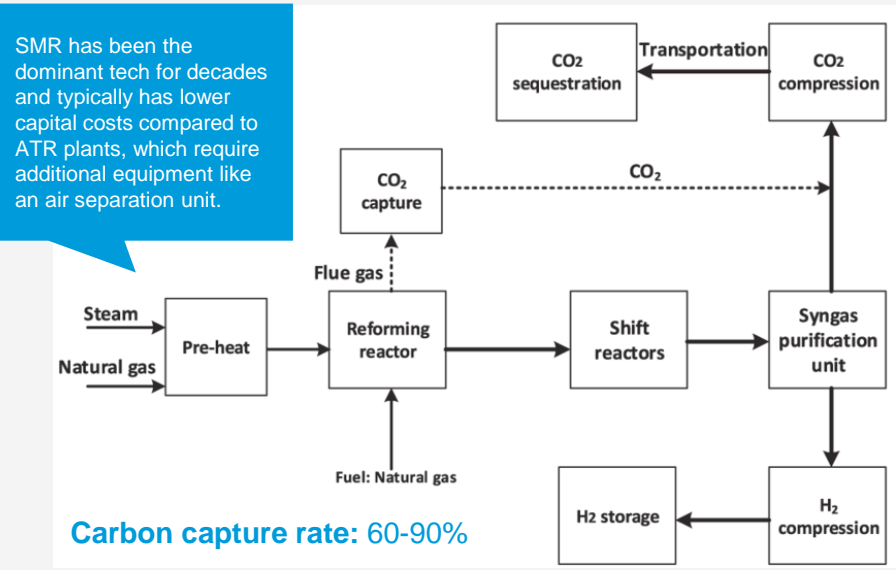 SMR has been the
dominant tech for decades
and typically has lower
capital costs compared to
ATR plants, which require
additional equipment like
an air separation unit.
CO2
sequestration
Transportation
CO2
compression
CO₂
capture
CO₂
Flue gas
Steam
Natural gas
Pre-heat
Reforming
reactor
Shift
reactors
Syngas
purification
unit
Fuel: Natural gas
H2 storage
H₂
compression
Carbon capture rate: 60-90%